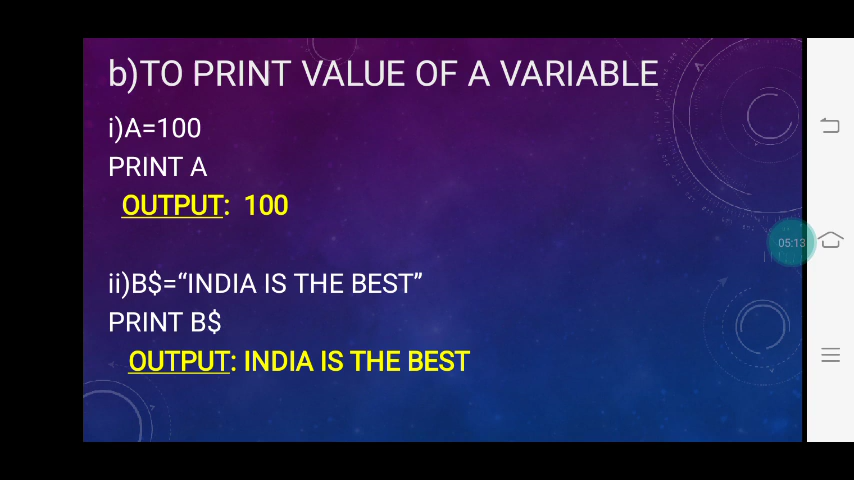 b)TO PRINT VALUE OF A VARIABLE
i)A=100
PRINT A
OUTPUT: 100
05:13
ii)B$=“INDIA IS THE BEST”
PRINT B$
OUTPUT: INDIA IS THE BEST